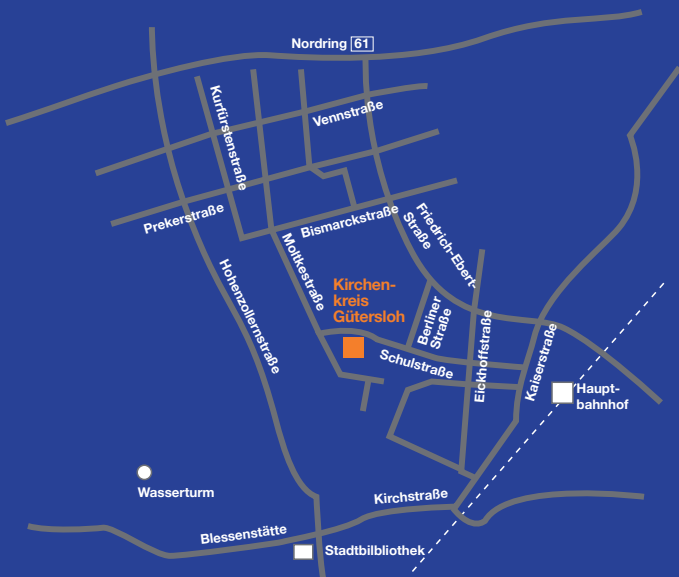 Nordring 61
Kurfürstenstraße
Vennstraße
Prekerstraße
Bismarckstraße
Friedrich-Ebert-
Straße
Moltkestraße
Hohenzollernstraße
Kirchen-
kreis
Gütersloh
Berliner
Straße
Schulstraße
Eickhoffstraße
Kaiserstraße
Haupt-
bahnhof
Wasserturm
Kirchstraße
Blessenstätte
Stadtbilbliothek